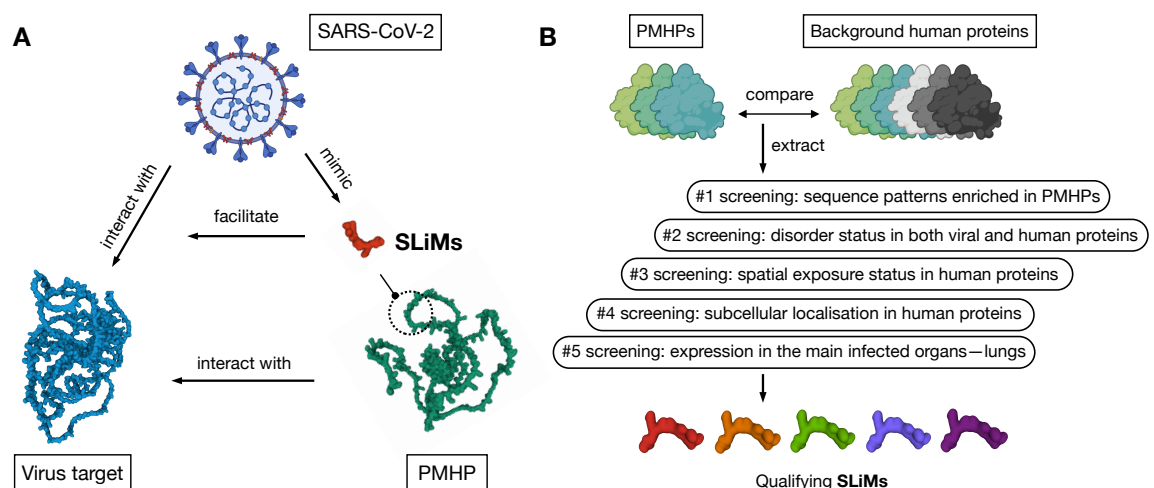 A
SARS-CoV-2
mimic
interact with
facilitate
SLiMs
interact with
Virus target
PMHP
B
PMHPs
Background human proteins
compare
extract
#1 screening: sequence patterns enriched in PMHPs
#2 screening: disorder status in both viral and human proteins
#3 screening: spatial exposure status in human proteins
#4 screening: subcellular localisation in human proteins
#5 screening: expression in the main infected organs—lungs
Qualifying SLiMs